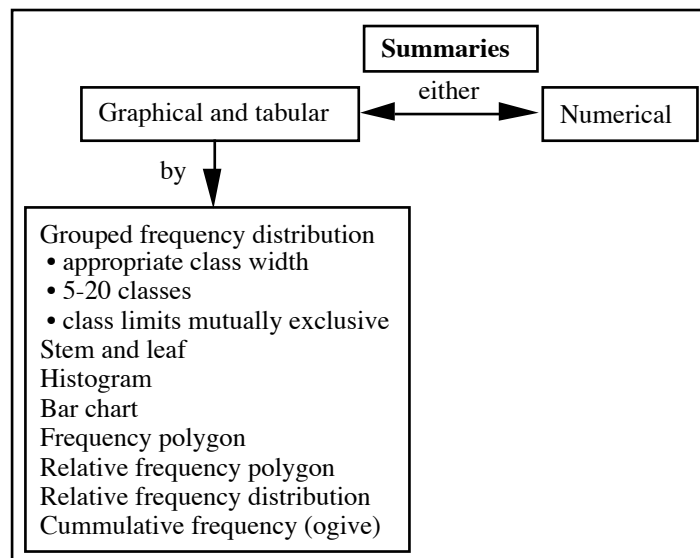 Summaries
either
Graphical and tabular
Numerical
by
Grouped frequency distribution
• appropriate class width
• 5-20 classes
• class limits mutually exclusive
Stem and leaf
Histogram
Bar chart
Frequency polygon
Relative frequency polygon
Relative frequency distribution
Cummulative frequency (ogive)